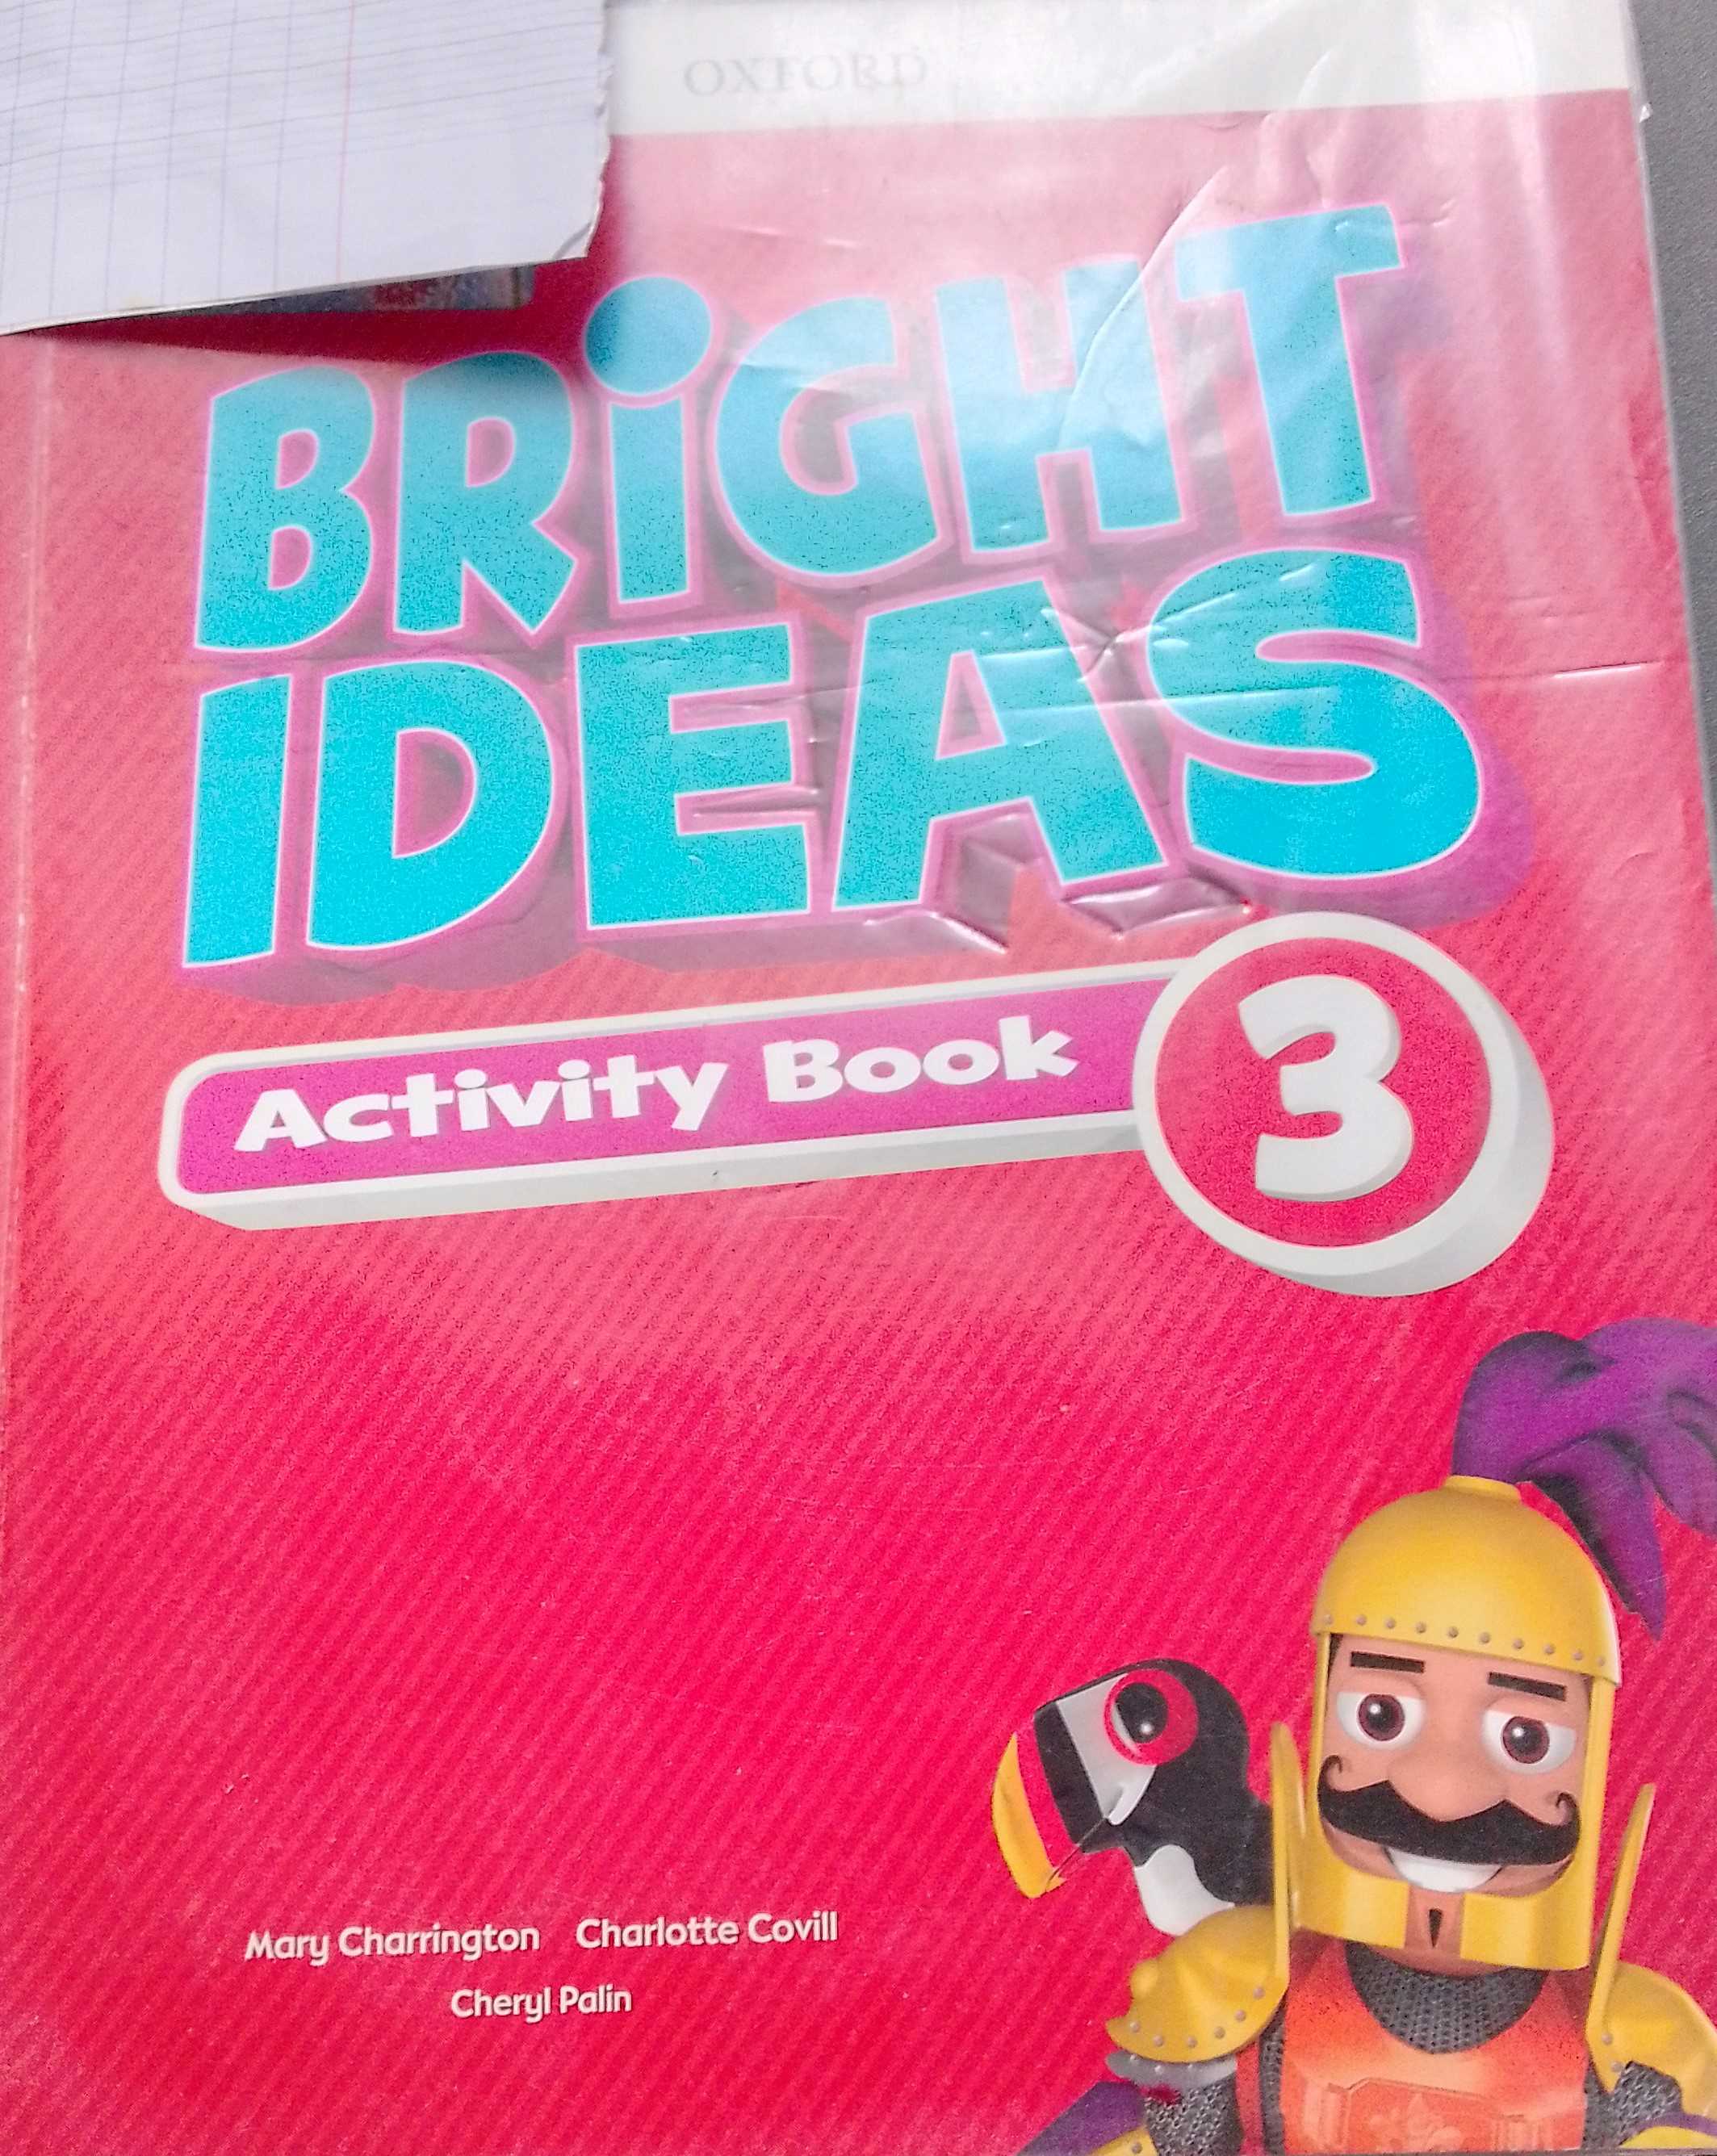 OXFORD
BRiGHT
IDEAS
Activity Book 3
Mary Charrington Charlotte Covill
Cheryl Palin